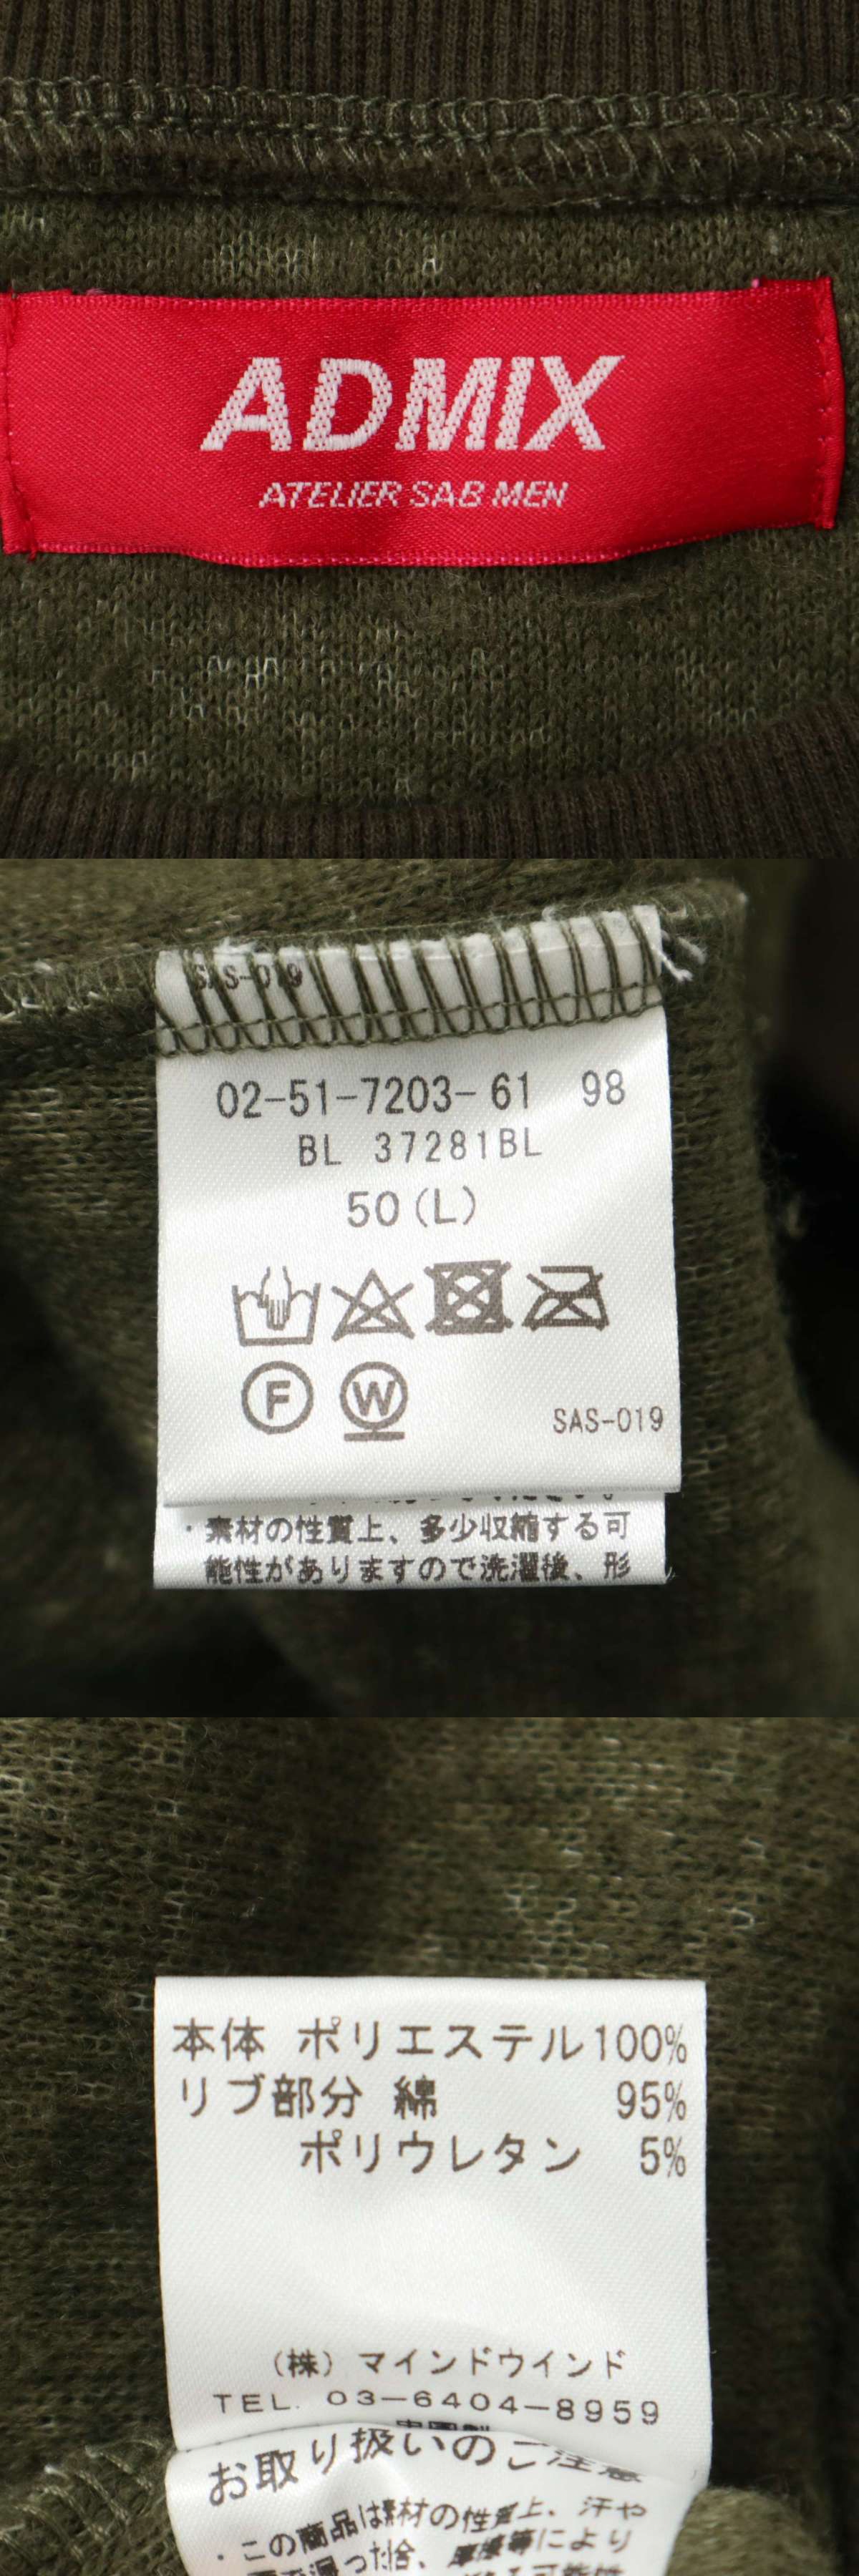 ADMIX
ATELIER SAB MEN
SAS-019
02-51-7203-61 98
BL 37281BL
50(L)
F W
SAS-019
・素材の性質上、多少収縮する可
能性がありますので洗濯後、形
本体 ポリエステル100%
リブ部分 綿 95%
ポリウレタン 5%
(株)マインドウインド
TEL. 03-6404-8959
お取り扱いのご注意
・この商品は素材の性質上、汗や
により